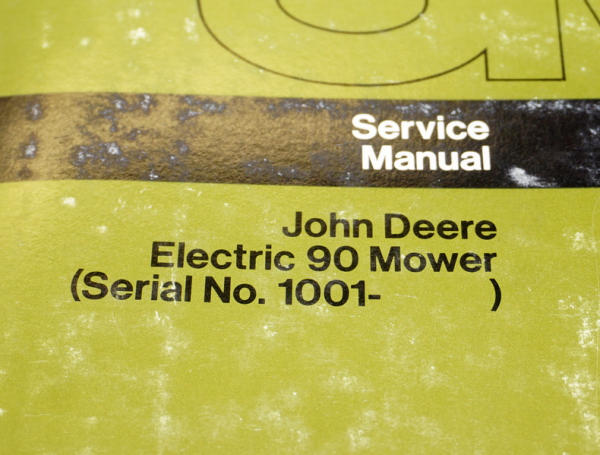 Service
Manual
John Deere
Electric 90 Mower
(Serial No. 1001-        )